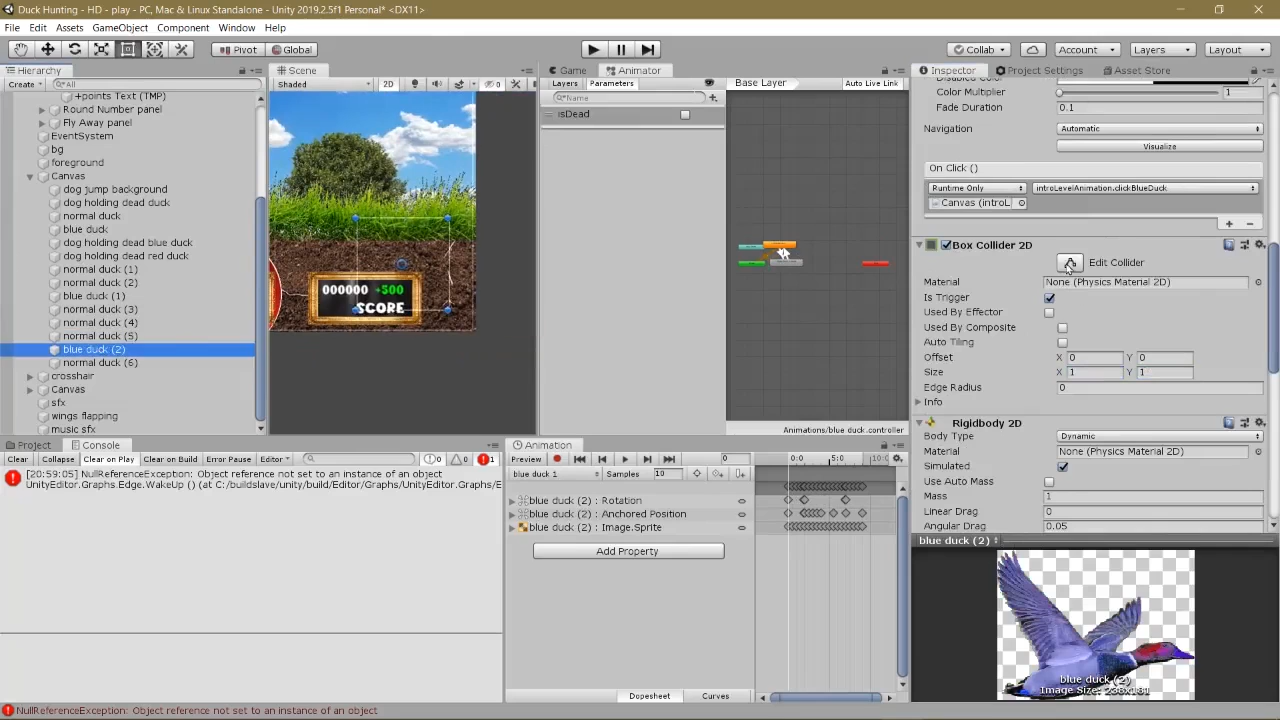 Duck Hunting - HD - play - PC, Mac & Linux Standalone - Unity 2019.2.5f1 Personal* <DX11>
File Edit Assets GameObject Component Window Help
Pivot Global Collab Account Layers Layout
Hierarchy Scene Game Animator Inspector Project Settings Asset Store
Create All Shaded 2D 0 Layers Parameters Base Layer Auto Live Link
+points Text (TMP)
Round Number panel
Fly Away panel
EventSystem
bg
foreground
Canvas
dog jump background
dog holding dead duck
normal duck
blue duck
dog holding dead blue duck
dog holding dead red duck
normal duck (1)
normal duck (2)
blue duck (1)
normal duck (3)
normal duck (4)
normal duck (5)
blue duck (2)
normal duck (6)
crosshair
Canvas
sfx
wings flapping
music sfx
000000 +500
SCORE
Name
isDead
Animations/blue duck.controller
Color Multiplier 1
Fade Duration 0.1
Navigation Automatic
Visualize
On Click ()
Runtime Only introLevelAnimation.clickBlueDuck
Canvas (introL
Box Collider 2D
Edit Collider
Material None (Physics Material 2D)
Is Trigger
Used By Effector
Used By Composite
Auto Tiling
Offset X 0 Y 0
Size X 1 Y 1
Edge Radius 0
Info
Rigidbody 2D
Body Type Dynamic
Material None (Physics Material 2D)
Simulated
Use Auto Mass
Mass 1
Linear Drag 0
Angular Drag 0.05
blue duck (2)
blue duck (2)
Project Console
Clear Collapse Clear on Play Clear on Build Error Pause Editor 0 0 1
[20:59:05] NullReferenceException: Object reference not set to an instance of an object
UnityEditor.Graphs.Edge.WakeUp () (at C:/buildslave/unity/build/Editor/Graphs/UnityEditor.Graphs/E
Animation
Preview 0 0:0 5:0 10:0
blue duck 1 Samples 10
blue duck (2) : Rotation
blue duck (2) : Anchored Position
blue duck (2) : Image.Sprite
Add Property
Dopesheet Curves
NullReferenceException: Object reference not set to an instance of an object